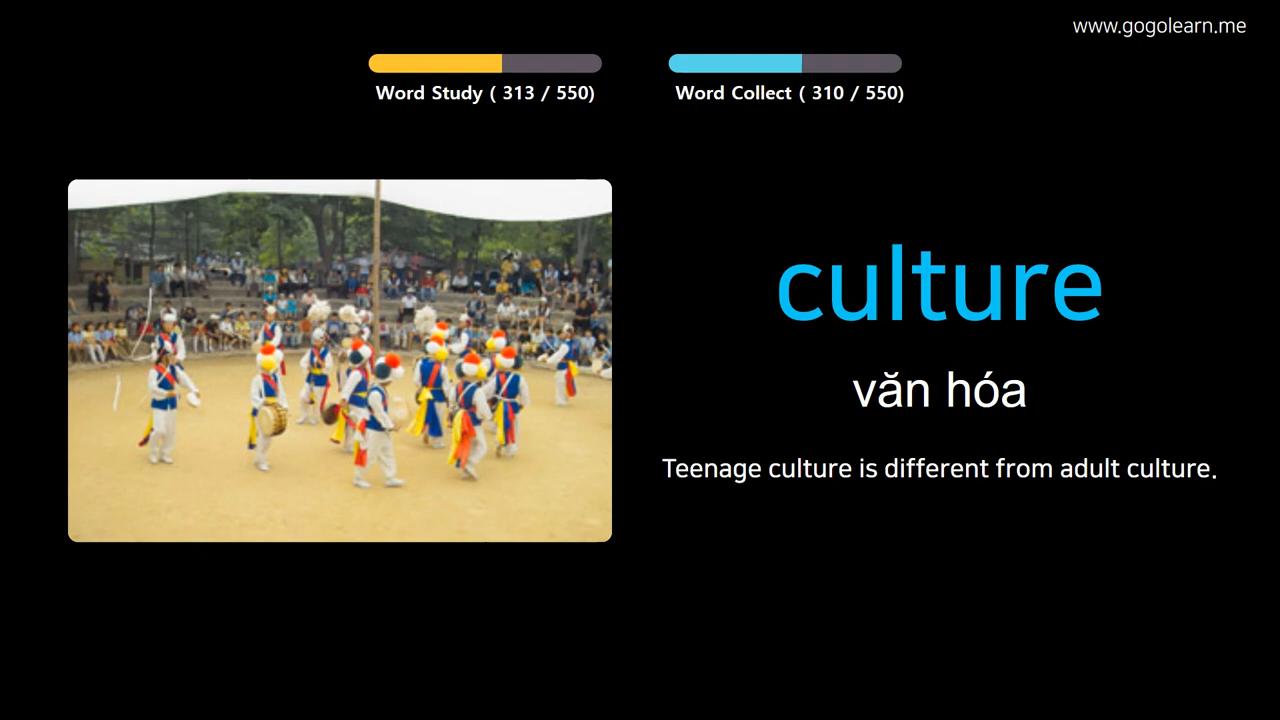 www.gogolearn.me
Word Study ( 313 / 550)
Word Collect ( 310 / 550)
culture
văn hóa
Teenage culture is different from adult culture.